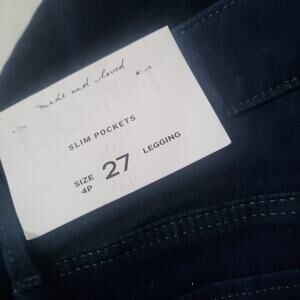 made and loved
LOFT
SLIM POCKETS
SIZE 27 LEGGING
4P